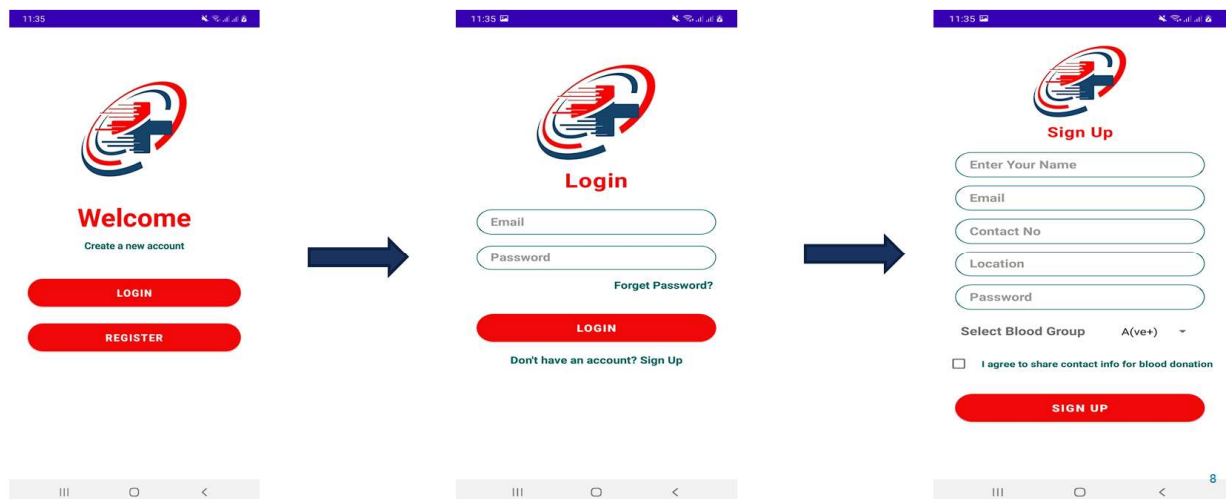 11:35
Welcome
Create a new account
LOGIN
REGISTER
11:35
Login
Email
Password
Forget Password?
LOGIN
Don't have an account? Sign Up
11:35
Sign Up
Enter Your Name
Email
Contact No
Location
Password
Select Blood Group A(ve+)
I agree to share contact info for blood donation
SIGN UP
8